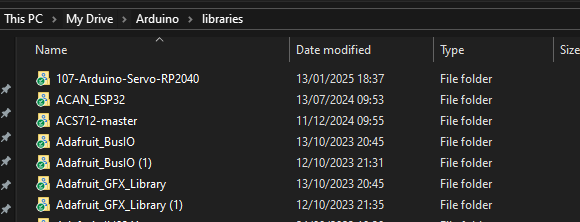 This PC > My Drive > Arduino > libraries
Name Date modified Type Size
107-Arduino-Servo-RP2040 13/01/2025 18:37 File folder
ACAN_ESP32 13/07/2024 09:53 File folder
ACS712-master 11/12/2024 09:55 File folder
Adafruit_BusIO 13/10/2023 20:45 File folder
Adafruit_BusIO (1) 12/10/2023 21:31 File folder
Adafruit_GFX_Library 13/10/2023 20:45 File folder
Adafruit_GFX_Library (1) 12/10/2023 21:35 File folder